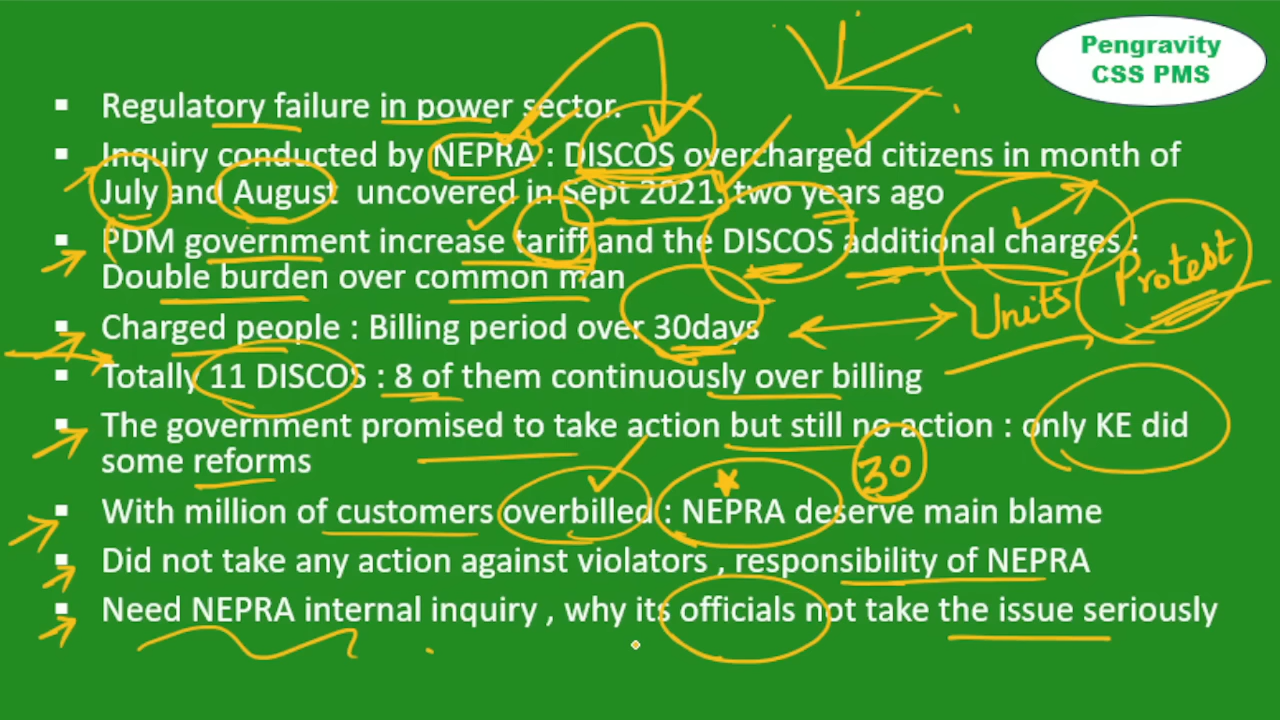 Pengravity
CSS PMS
▪ Regulatory failure in power sector.
▪ Inquiry conducted by NEPRA : DISCOS overcharged citizens in month of
July and August uncovered in Sept 2021. two years ago
▪ PDM government increase tariff and the DISCOS additional charges :
Double burden over common man
Protest
Units
▪ Charged people : Billing period over 30days
▪ Totally 11 DISCOS : 8 of them continuously over billing
▪ The government promised to take action but still no action : only KE did
some reforms
30
▪ With million of customers overbilled : NEPRA deserve main blame
▪ Did not take any action against violators , responsibility of NEPRA
▪ Need NEPRA internal inquiry , why its officials not take the issue seriously